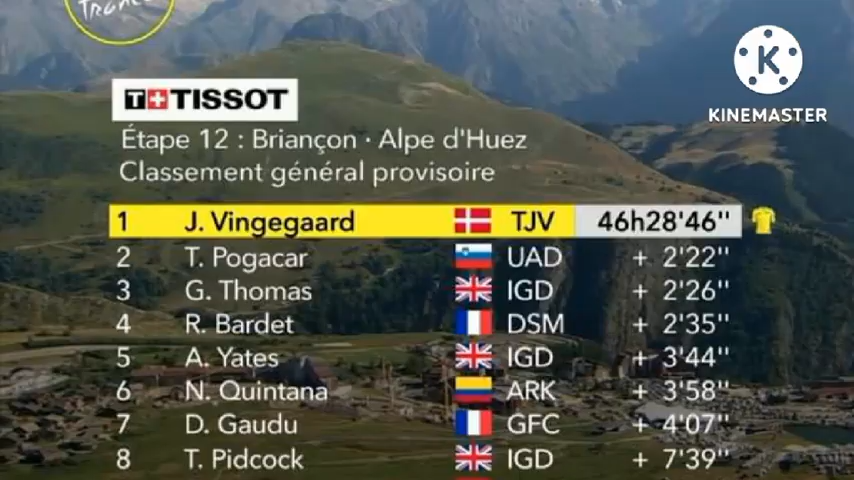 TISSOT
Étape 12 : Briançon · Alpe d'Huez
Classement général provisoire
1 J. Vingegaard TJV 46h28'46"
2 T. Pogacar UAD + 2'22"
3 G. Thomas IGD + 2'26"
4 R. Bardet DSM + 2'35"
5 A. Yates IGD + 3'44"
6 N. Quintana ARK + 3'58"
7 D. Gaudu GFC + 4'07"
8 T. Pidcock IGD + 7'39"
K
KINEMASTER